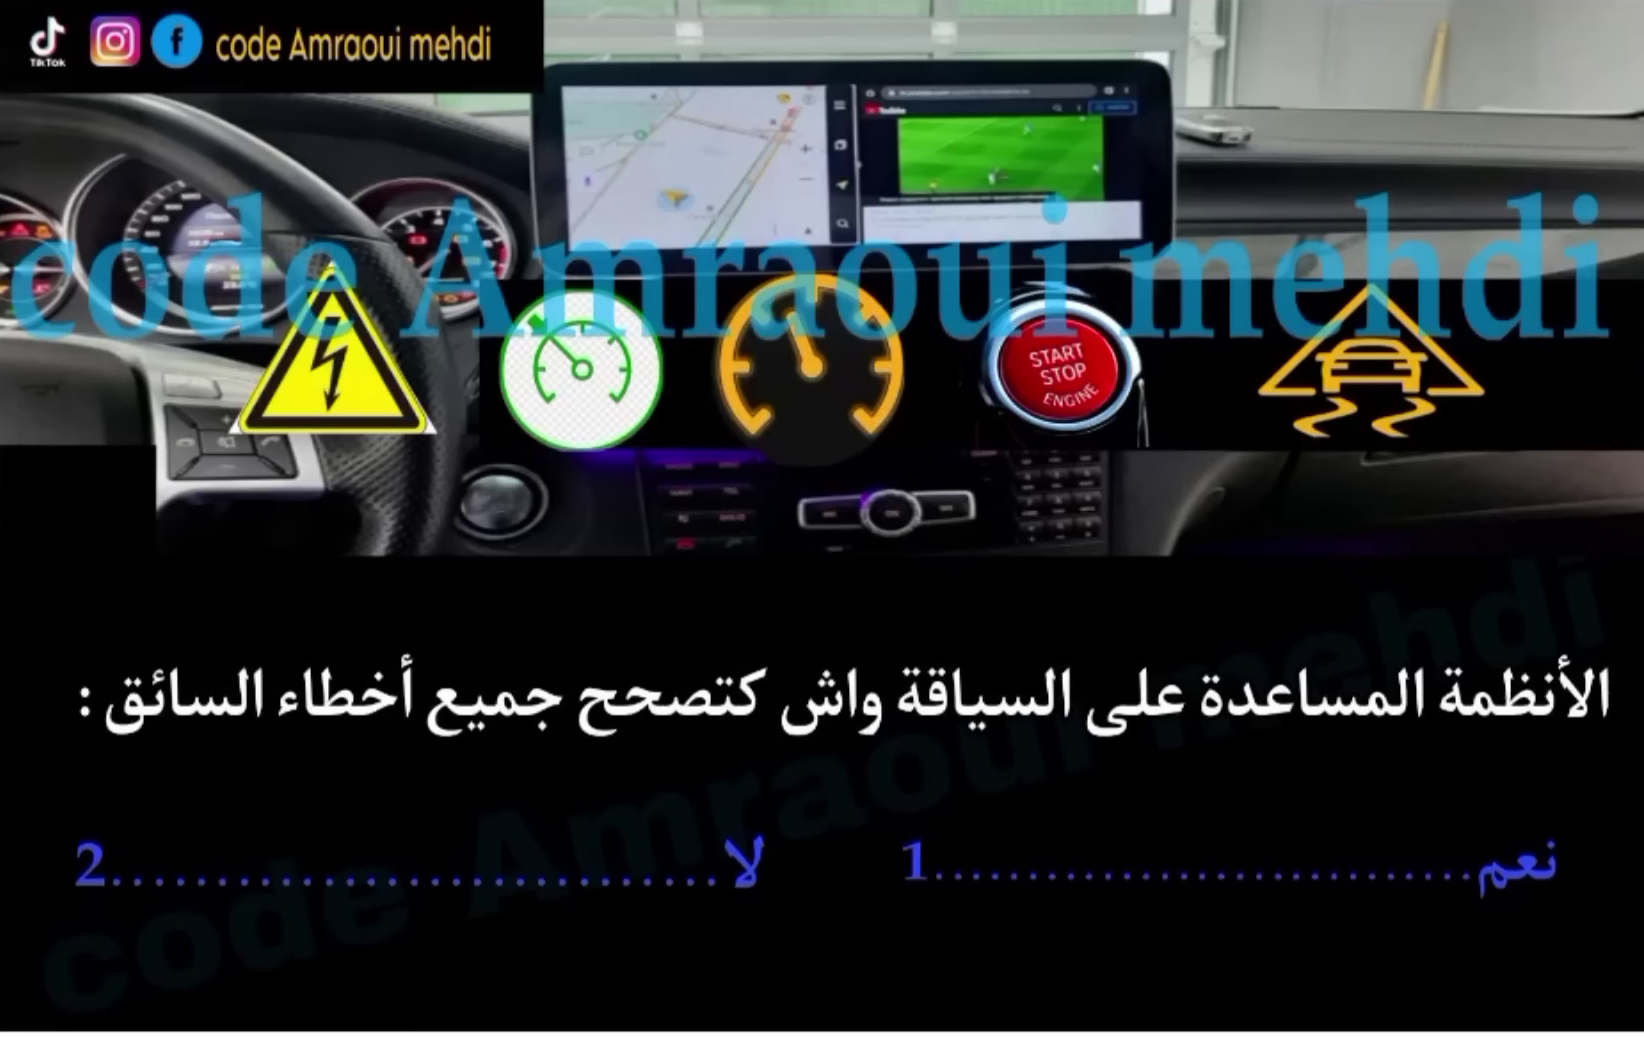 TikTok
code Amraoui mehdi
code Amraoui mehdi
START
STOP
ENGINE
الأنظمة المساعدة على السياقة واش كتصحح جميع أخطاء السائق :
نعم..............................1
لا..............................2
code Amraoui mehdi